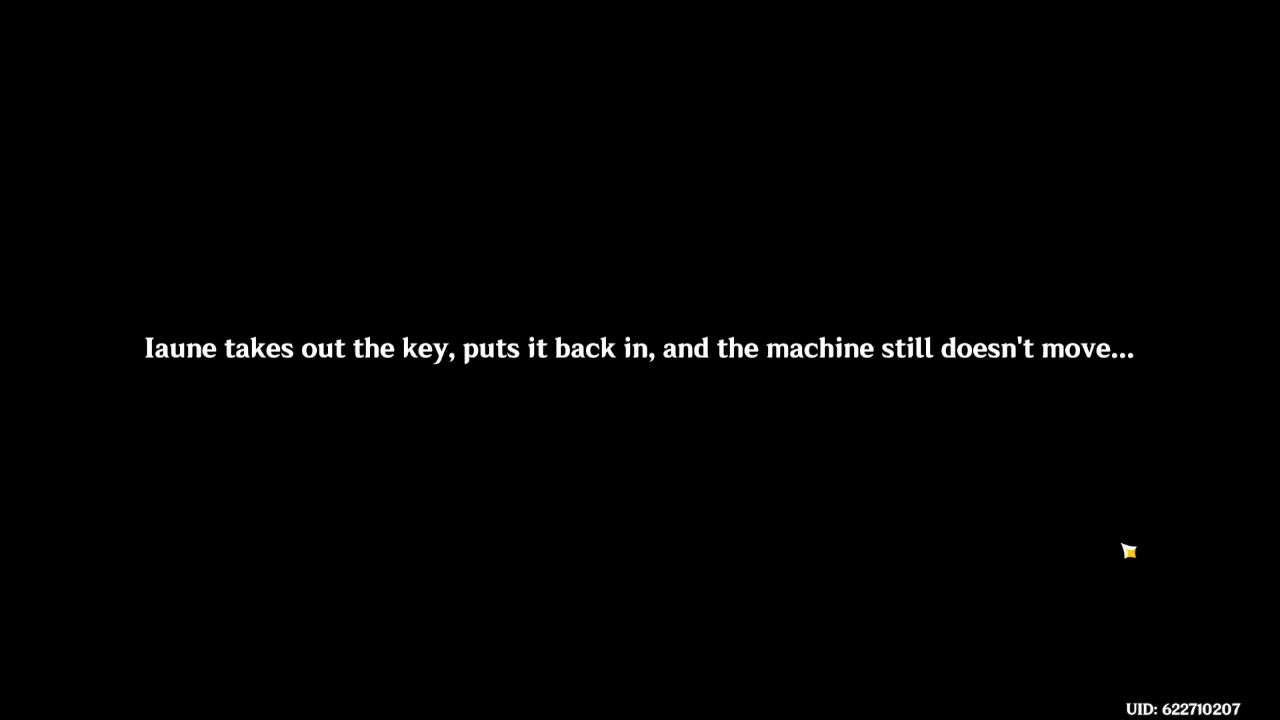 Iaune takes out the key, puts it back in, and the machine still doesn't move...
UID: 622710207